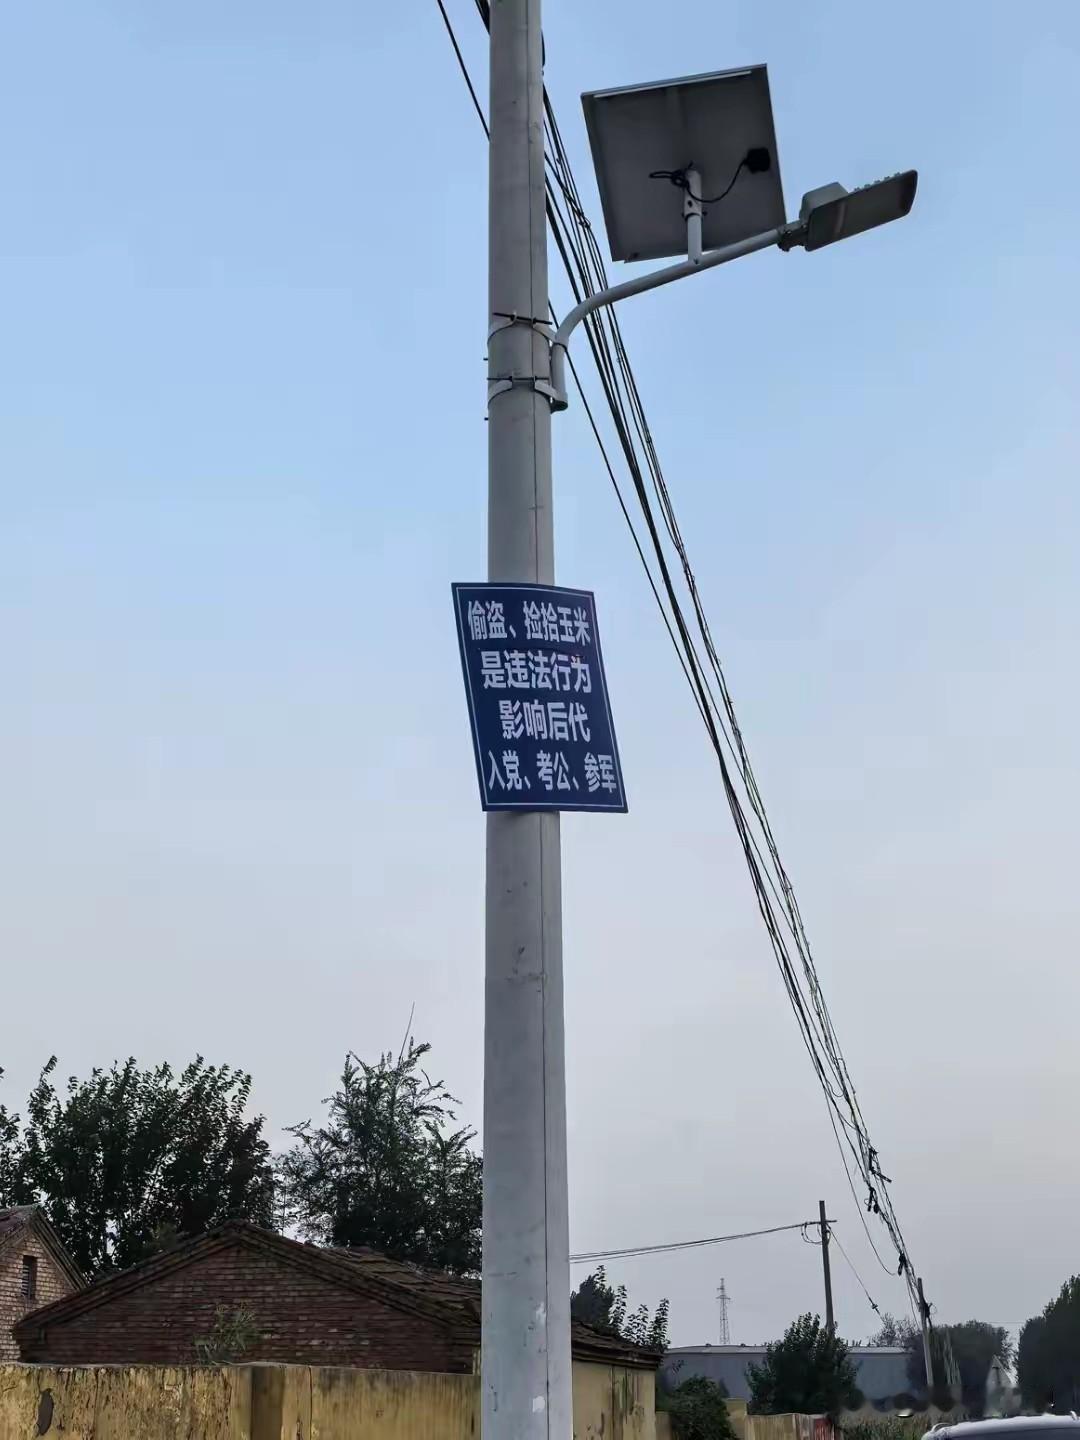 偷盗、捡拾玉米
是违法行为
影响后代
入党、考公、参军